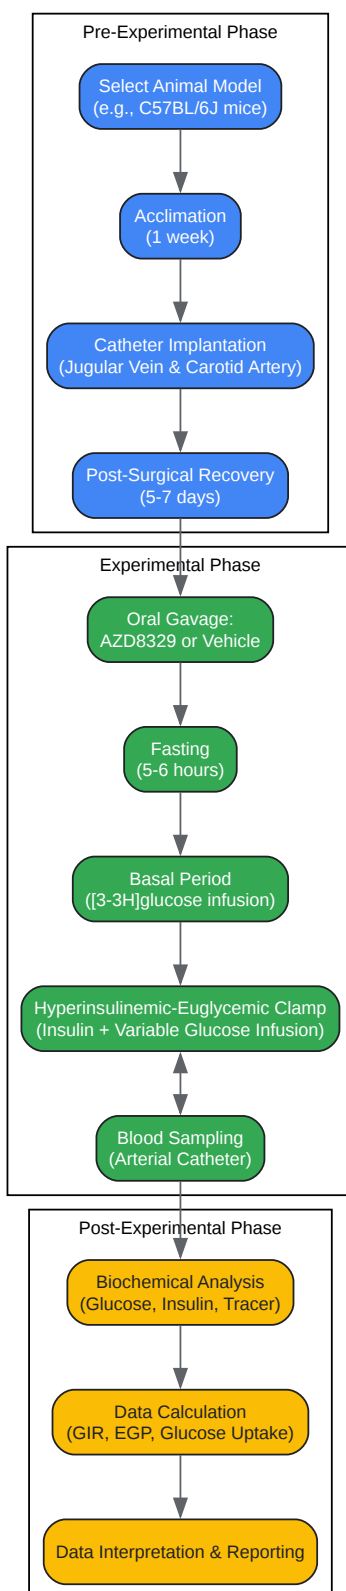 Pre-Experimental Phase
Select Animal Model
(e.g., C57BL/6J mice)
Acclimation
(1 week)
Catheter Implantation
(Jugular Vein & Carotid Artery)
Post-Surgical Recovery
(5-7 days)
Experimental Phase
Oral Gavage:
AZD8329 or Vehicle
Fasting
(5-6 hours)
Basal Period
([3-3H]glucose infusion)
Hyperinsulinemic-Euglycemic Clamp
(Insulin + Variable Glucose Infusion)
Blood Sampling
(Arterial Catheter)
Post-Experimental Phase
Biochemical Analysis
(Glucose, Insulin, Tracer)
Data Calculation
(GIR, EGP, Glucose Uptake)
Data Interpretation & Reporting